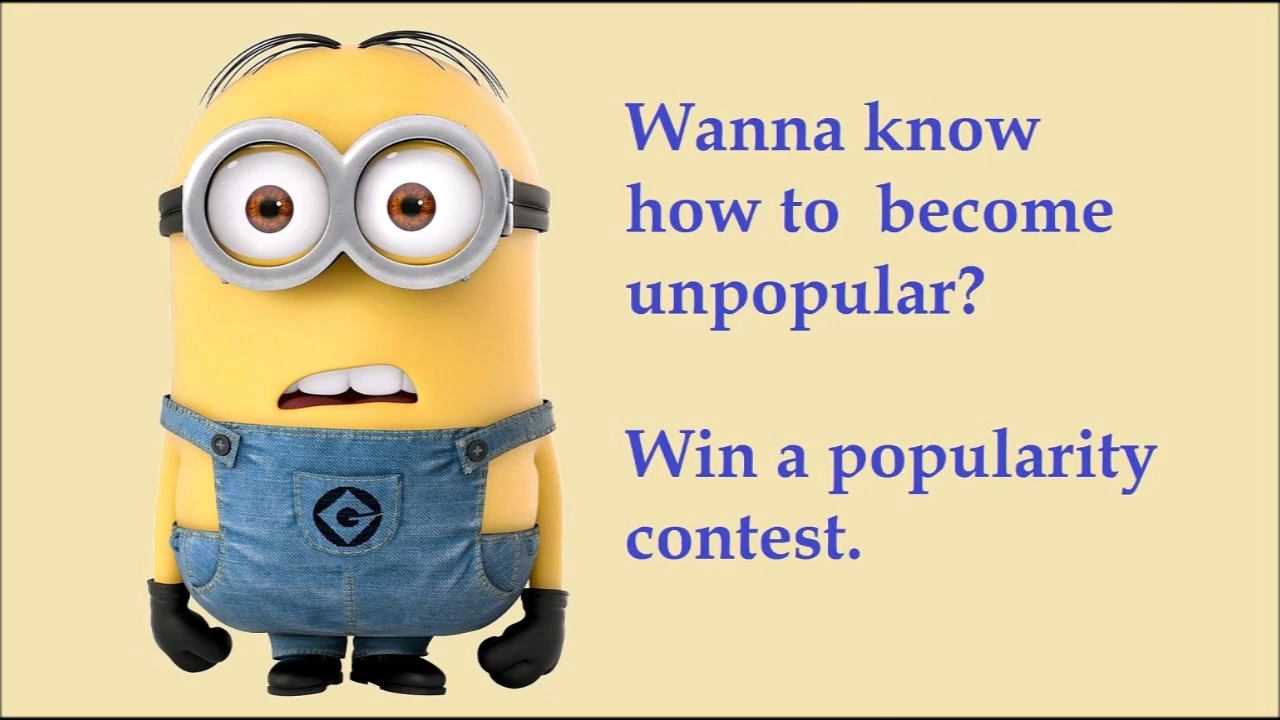 Wanna know
how to  become
unpopular?
Win a popularity
contest.